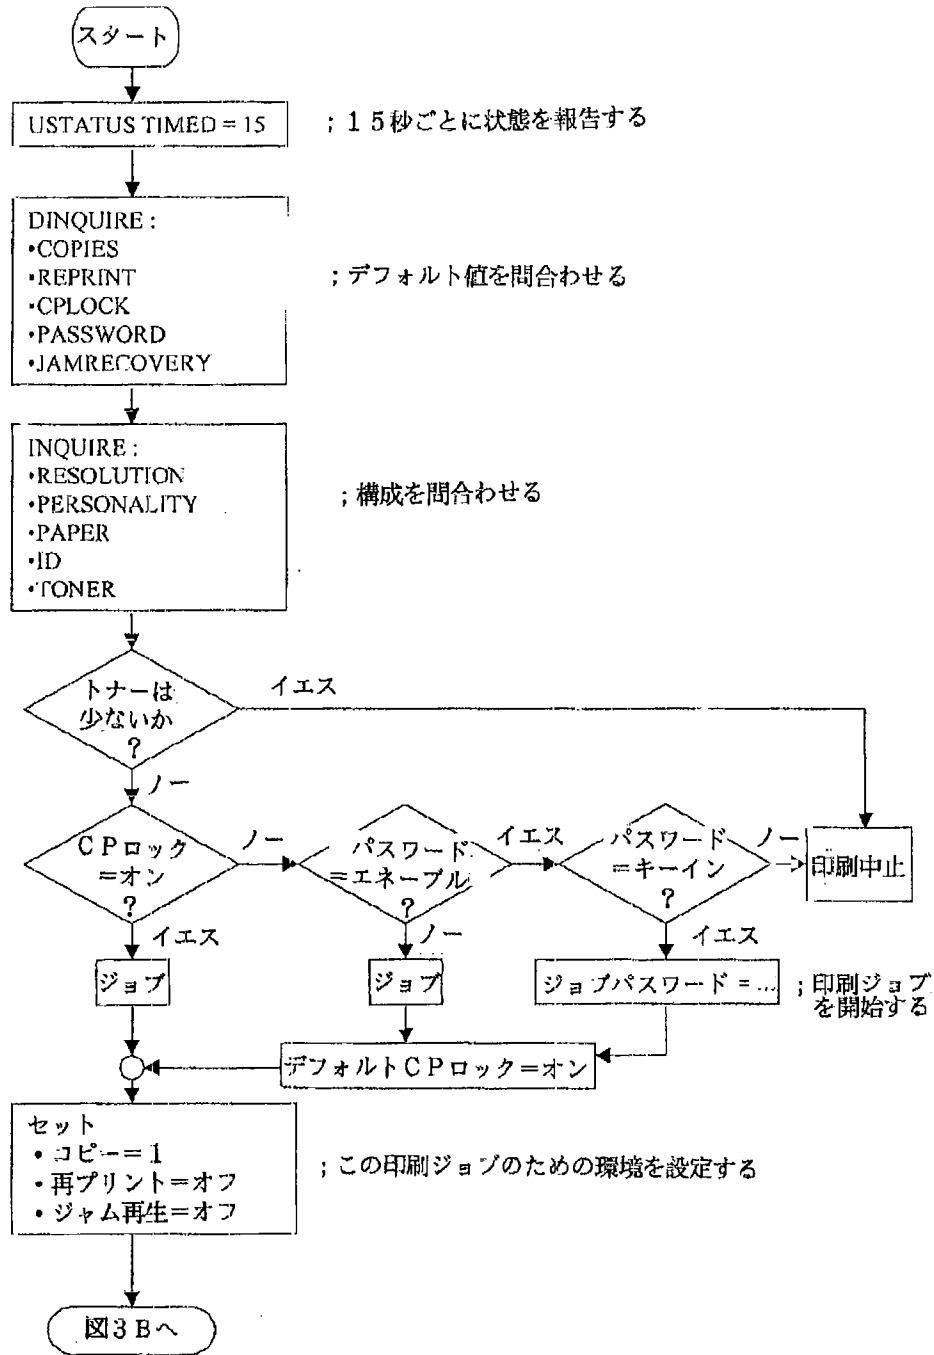 スタート
USTATUS TIMED = 15
; 15秒ごとに状態を報告する
DINQUIRE :
•COPIES
•REPRINT
•CPLOCK
•PASSWORD
•JAMRECOVERY
; デフォルト値を問合わせる
INQUIRE :
•RESOLUTION
•PERSONALITY
•PAPER
•ID
•TONER
; 構成を問合わせる
トナーは
少ないか
?
イエス
ノー
CPロック
=オン
?
ノー
パスワード
=エネーブル
?
イエス
パスワード
=キーイン
?
ノー
印刷中止
イエス
ノー
イエス
ジョブ
ジョブ
ジョブパスワード = ...
; 印刷ジョブ
を開始する
デフォルトCPロック=オン
セット
• コピー=1
• 再プリント=オフ
• ジャム再生=オフ
; この印刷ジョブのための環境を設定する
図3Bへ